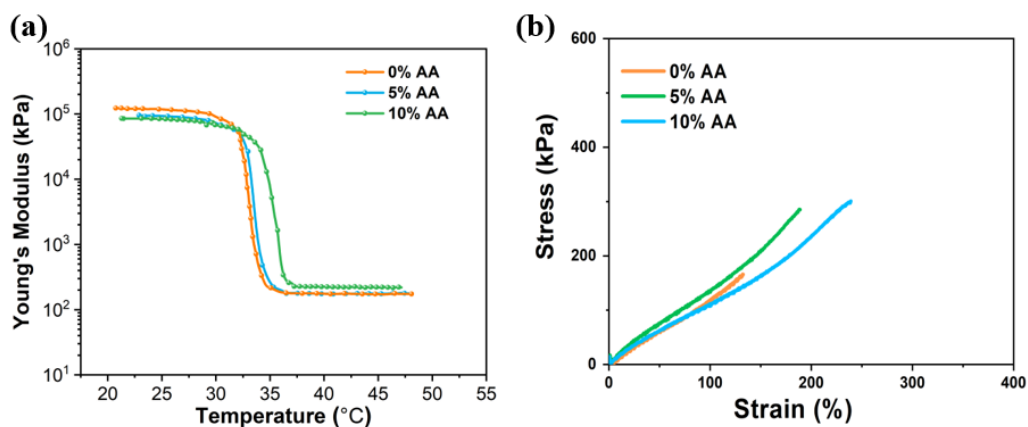 (a)
10^6
10^5
10^4
10^3
10^2
10^1
Young's Modulus (kPa)
0% AA
5% AA
10% AA
20 25 30 35 40 45 50 55
Temperature (°C)
(b)
600
400
200
0
Stress (kPa)
0% AA
5% AA
10% AA
0 100 200 300 400
Strain (%)